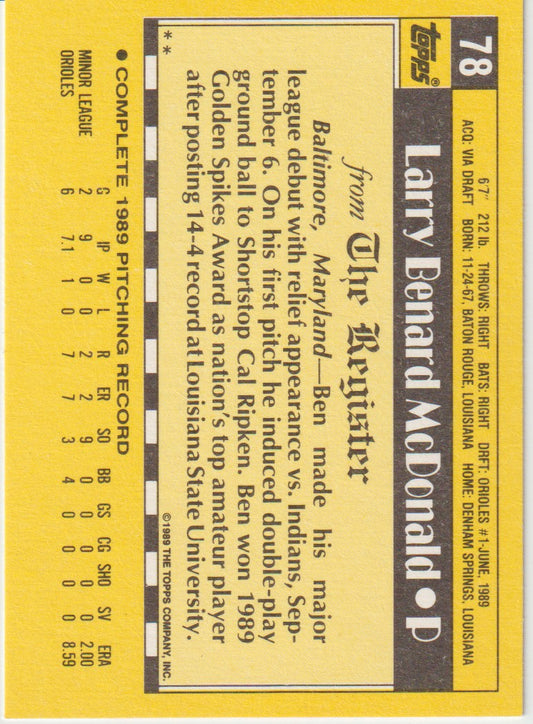 78
topps®
Larry Benard McDonald • P
6'7" 212 lb. THROWS: RIGHT BATS: RIGHT DRFT: ORIOLES #1-JUNE, 1989
ACQ: VIA DRAFT BORN: 11-24-67, BATON ROUGE, LOUISIANA HOME: DENHAM SPRINGS, LOUISIANA
from The Register
Baltimore, Maryland—Ben made his major
league debut with relief appearance vs. Indians, Sep-
tember 6. On his first pitch he induced double-play
ground ball to Shortstop Cal Ripken. Ben won 1989
Golden Spikes Award as nation's top amateur player
after posting 14-4 record at Louisiana State University.
** ©1989 THE TOPPS COMPANY, INC.
• COMPLETE 1989 PITCHING RECORD
G IP W L R ER SO BB GS CG SHO SV ERA
MINOR LEAGUE 2 9 0 0 2 2 9 0 0 0 0 0 2.00
ORIOLES 6 7.1 1 0 7 7 3 4 0 0 0 0 8.59